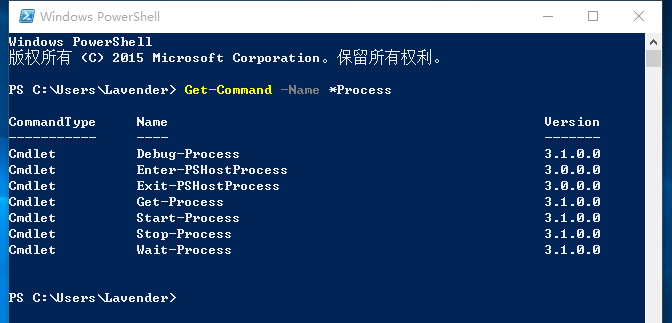 Windows PowerShell
Windows PowerShell
版权所有 (C) 2015 Microsoft Corporation。保留所有权利。
PS C:\Users\Lavender> Get-Command -Name *Process
CommandType     Name                                               Version
-----------     ----                                               -------
Cmdlet          Debug-Process                                      3.1.0.0
Cmdlet          Enter-PSHostProcess                                3.0.0.0
Cmdlet          Exit-PSHostProcess                                 3.0.0.0
Cmdlet          Get-Process                                        3.1.0.0
Cmdlet          Start-Process                                      3.1.0.0
Cmdlet          Stop-Process                                       3.1.0.0
Cmdlet          Wait-Process                                       3.1.0.0
PS C:\Users\Lavender>